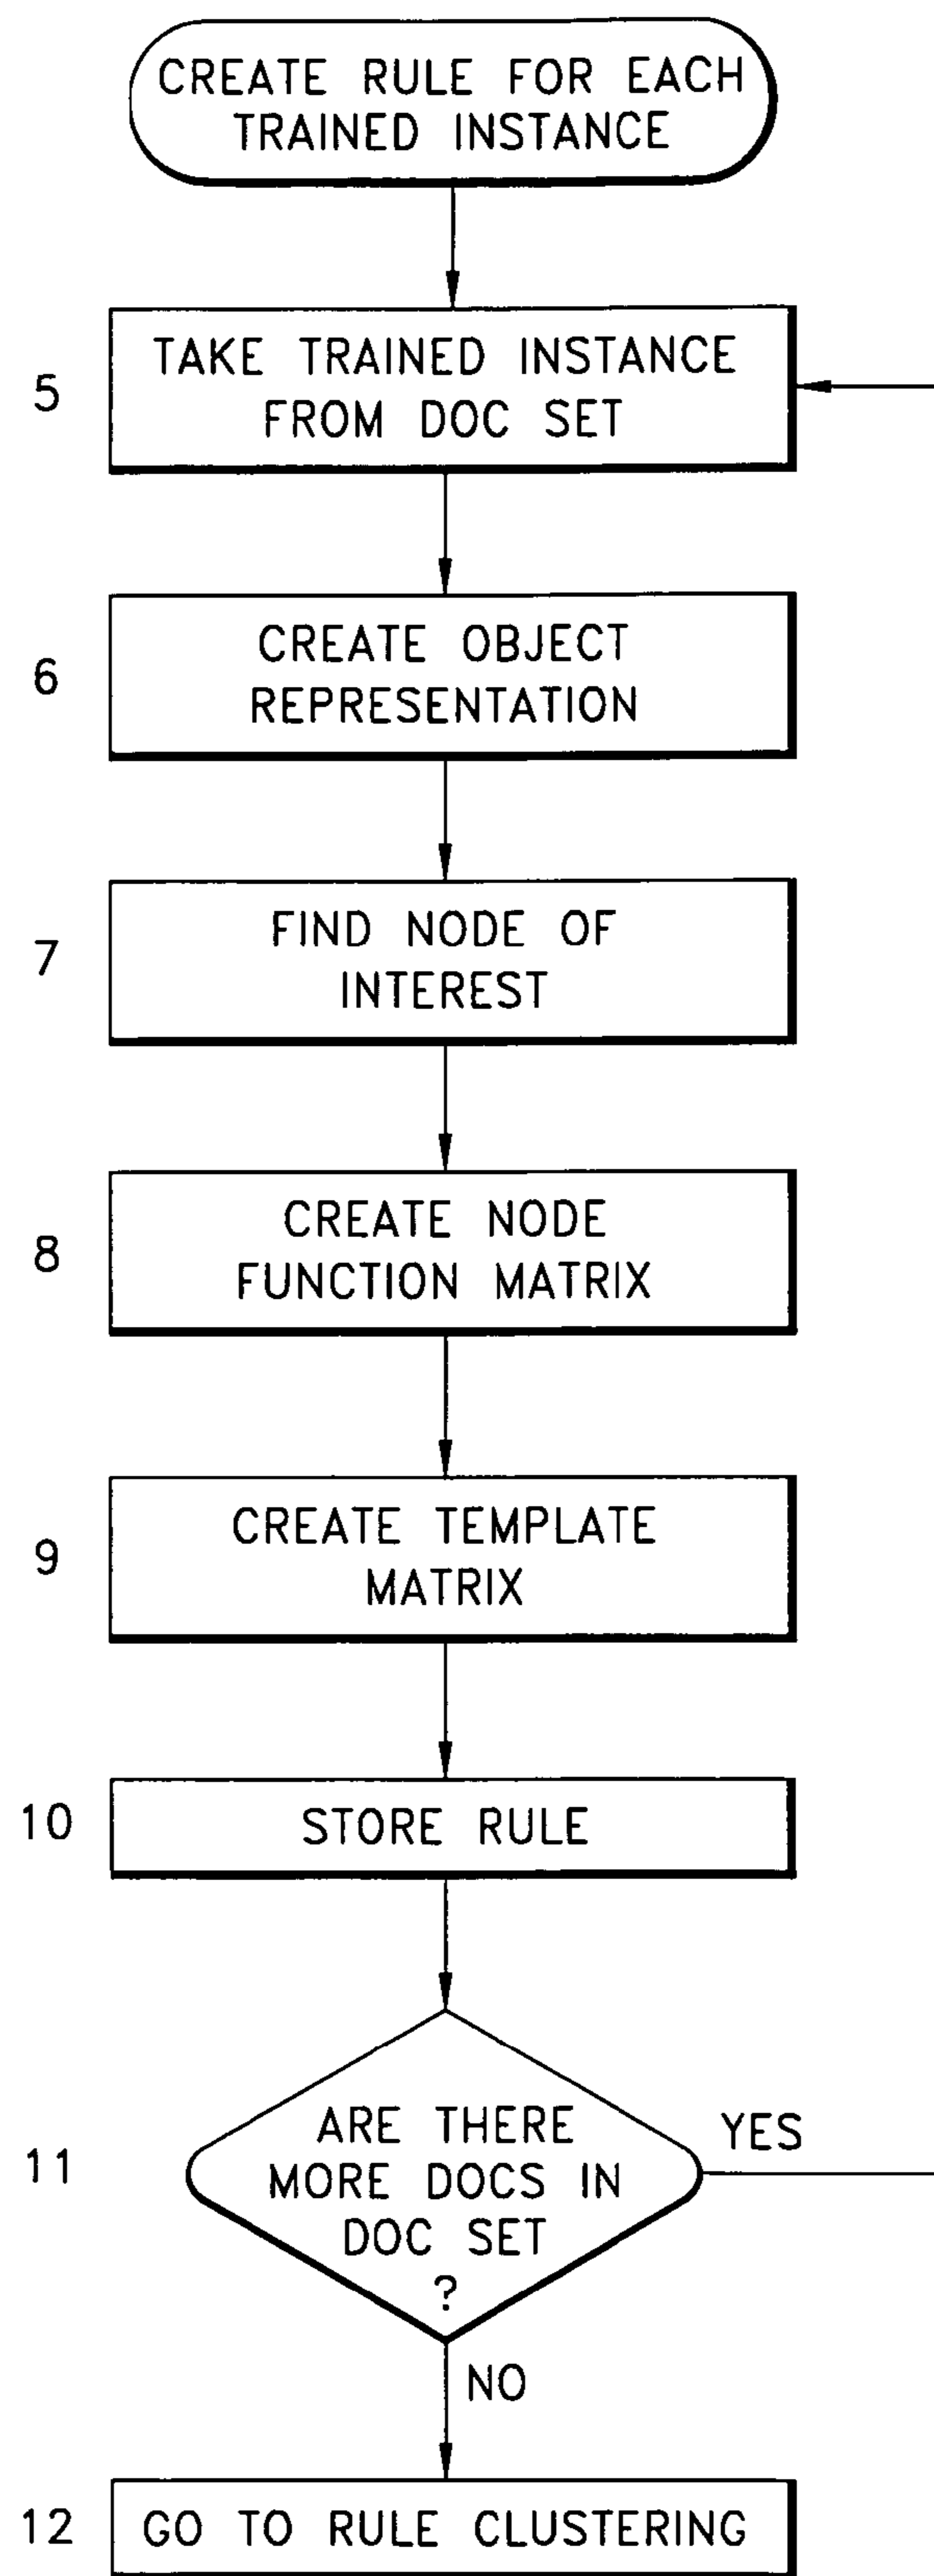 CREATE RULE FOR EACH
TRAINED INSTANCE
5
TAKE TRAINED INSTANCE
FROM DOC SET
6
CREATE OBJECT
REPRESENTATION
7
FIND NODE OF
INTEREST
8
CREATE NODE
FUNCTION MATRIX
9
CREATE TEMPLATE
MATRIX
10
STORE RULE
11
ARE THERE
MORE DOCS IN
DOC SET
?
YES
NO
12
GO TO RULE CLUSTERING